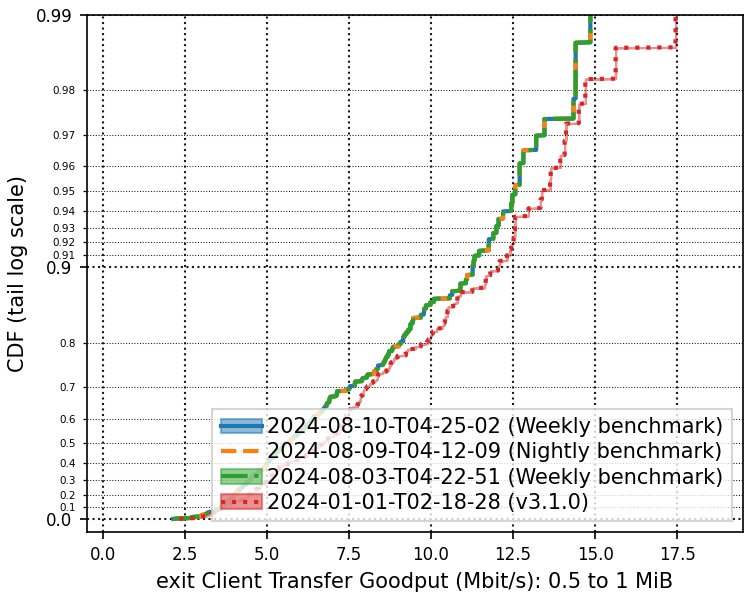 0.99
0.98
0.97
0.96
0.95
0.94
0.93
0.92
0.91
0.9
0.8
0.7
0.6
0.5
0.4
0.3
0.2
0.1
0.0
CDF (tail log scale)
2024-08-10-T04-25-02 (Weekly benchmark)
2024-08-09-T04-12-09 (Nightly benchmark)
2024-08-03-T04-22-51 (Weekly benchmark)
2024-01-01-T02-18-28 (v3.1.0)
0.0 2.5 5.0 7.5 10.0 12.5 15.0 17.5
exit Client Transfer Goodput (Mbit/s): 0.5 to 1 MiB